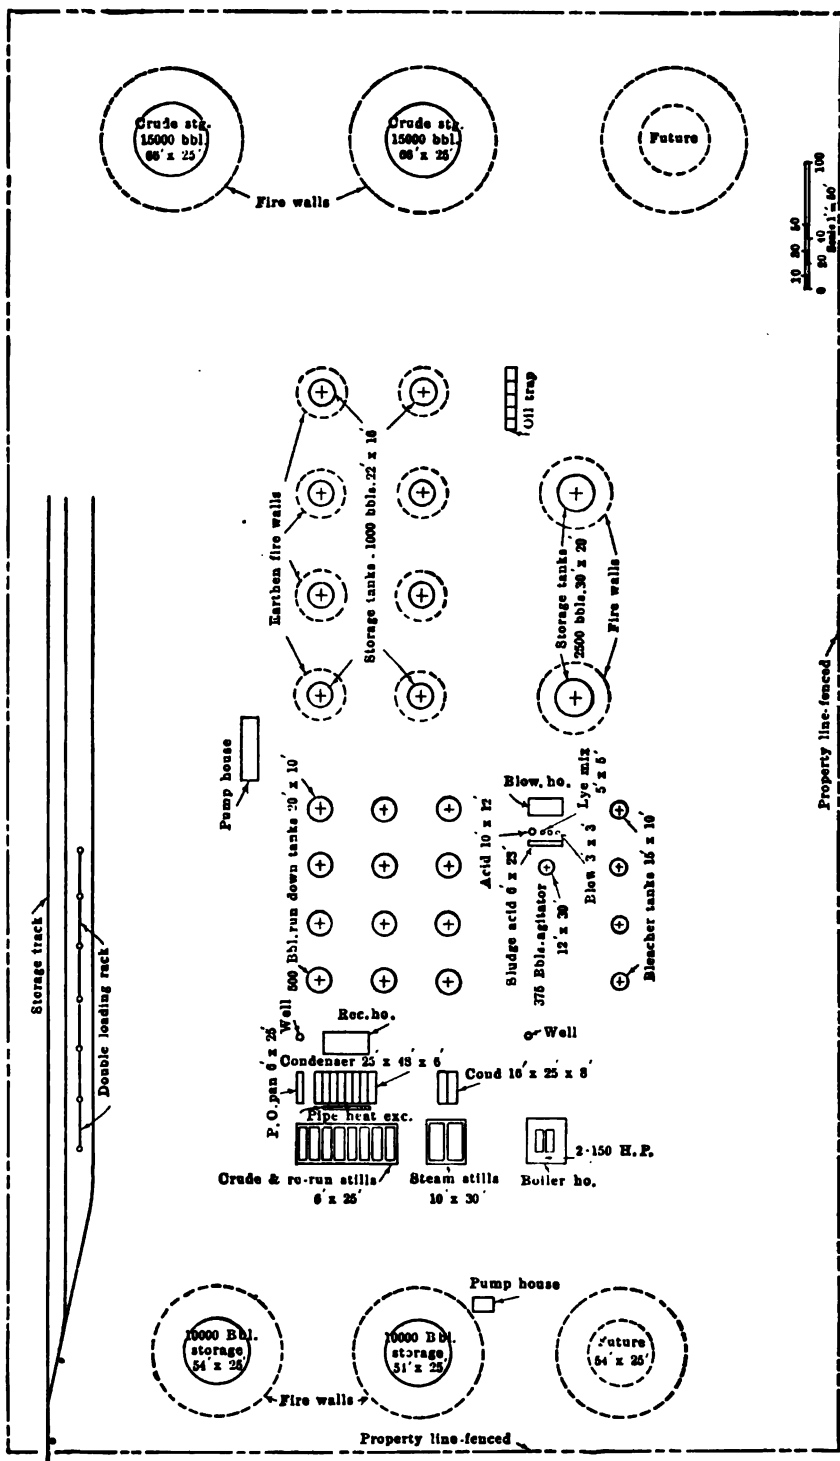 Crude stg.
15000 bbl.
66' x 25'
Crude stg.
15000 bbl.
66' x 25'
Future
Fire walls
10 20 50 100
0 20 40
Scale 1"= 50'
Oil trap
Earthen fire walls
Storage tanks - 1000 bbls. 22' x 16'
Storage tanks
2500 bbls. 30' x 20'
Fire walls
Property line-fenced
Pump house
500 Bbl. run down tanks 20' x 10'
Blow. ho.
Lye mix
5' x 5'
Acid 10' x 12'
Sludge acid 6' x 23'
Blow 3' x 3'
375 Bbls. agitator
12' x 30'
Bleacher tanks 15' x 10'
Storage track
Double loading rack
Well
Rec. ho.
Well
P.O. pan 6' x 25'
Condenser 25' x 48' x 6'
Cond 16' x 25' x 8'
Pipe heat exc.
Crude & re-run stills
6' x 25'
Steam stills
10' x 30'
2-150 H.P.
Boiler ho.
Pump house
10000 Bbl.
storage
54' x 25'
10000 Bbl.
storage
54' x 25'
Future
54' x 25'
Fire walls
Property line-fenced